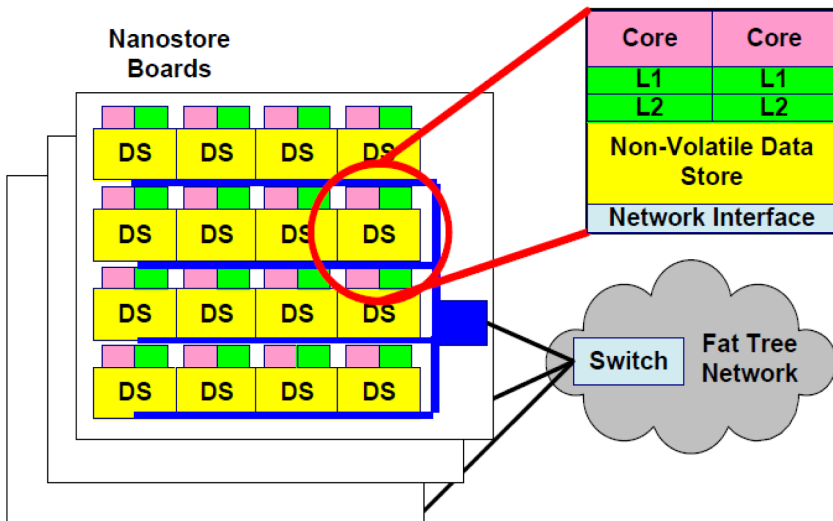 Nanostore
Boards
Core Core
L1 L1
L2 L2
Non-Volatile Data
Store
Network Interface
DS DS DS DS
DS DS DS DS
DS DS DS DS
DS DS DS DS
Switch
Fat Tree
Network